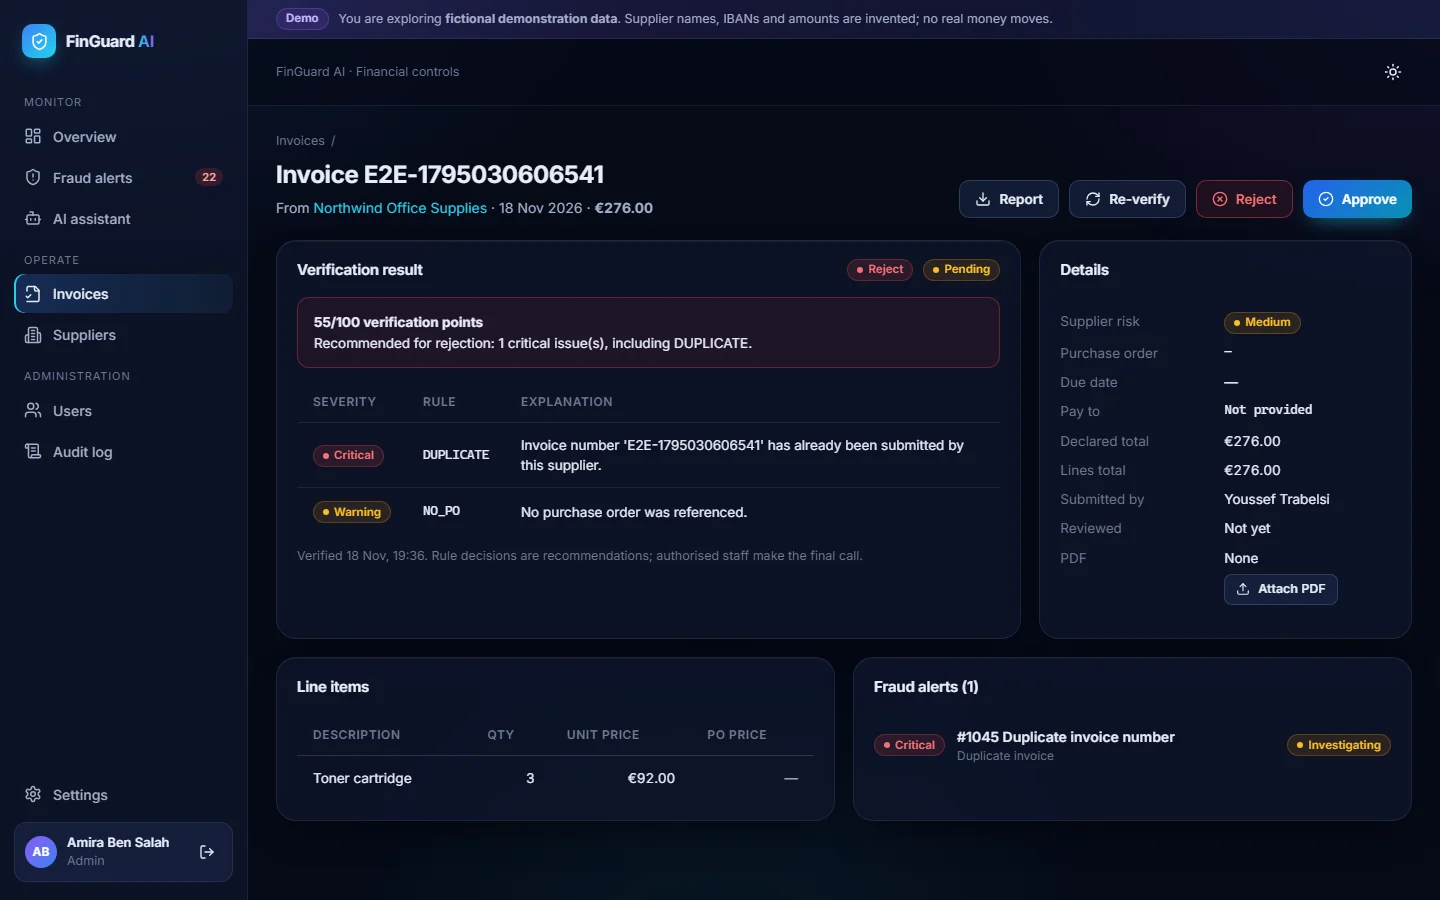 FinGuard AI
MONITOR
Overview
Fraud alerts 22
AI assistant
OPERATE
Invoices
Suppliers
ADMINISTRATION
Users
Audit log
Settings
AB Amira Ben Salah
Admin
Demo You are exploring fictional demonstration data. Supplier names, IBANs and amounts are invented; no real money moves.
FinGuard AI · Financial controls
Invoices /
Invoice E2E-1795030606541
From Northwind Office Supplies · 18 Nov 2026 · €276.00
Report Re-verify Reject Approve
Verification result Reject Pending
55/100 verification points
Recommended for rejection: 1 critical issue(s), including DUPLICATE.
SEVERITY RULE EXPLANATION
Critical DUPLICATE Invoice number 'E2E-1795030606541' has already been submitted by
this supplier.
Warning NO_PO No purchase order was referenced.
Verified 18 Nov, 19:36. Rule decisions are recommendations; authorised staff make the final call.
Details
Supplier risk Medium
Purchase order –
Due date —
Pay to Not provided
Declared total €276.00
Lines total €276.00
Submitted by Youssef Trabelsi
Reviewed Not yet
PDF None
Attach PDF
Line items
DESCRIPTION QTY UNIT PRICE PO PRICE
Toner cartridge 3 €92.00 —
Fraud alerts (1)
Critical #1045 Duplicate invoice number Investigating
Duplicate invoice